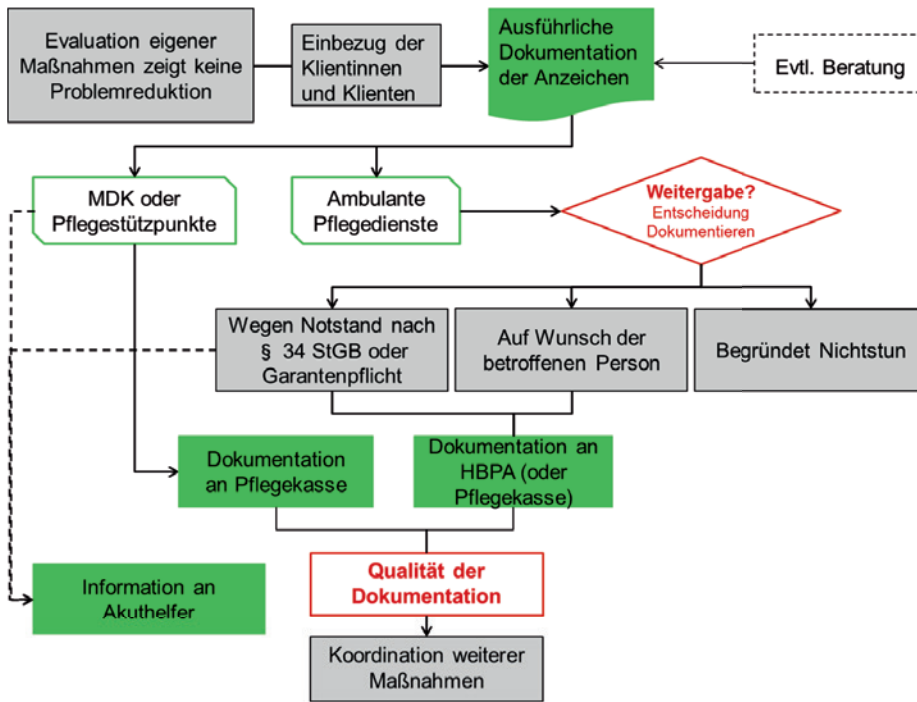 Evaluation eigener
Maßnahmen zeigt keine
Problemreduktion
Einbezug der
Klientinnen
und Klienten
Ausführliche
Dokumentation
der Anzeichen
Evtl. Beratung
MDK oder
Pflegestützpunkte
Ambulante
Pflegedienste
Weitergabe?
Entscheidung
Dokumentieren
Wegen Notstand nach
§ 34 StGB oder
Garantenpflicht
Auf Wunsch der
betroffenen Person
Begründet Nichtstun
Dokumentation
an Pflegekasse
Dokumentation an
HBPA (oder
Pflegekasse)
Information an
Akuthelfer
Qualität der
Dokumentation
Koordination weiterer
Maßnahmen